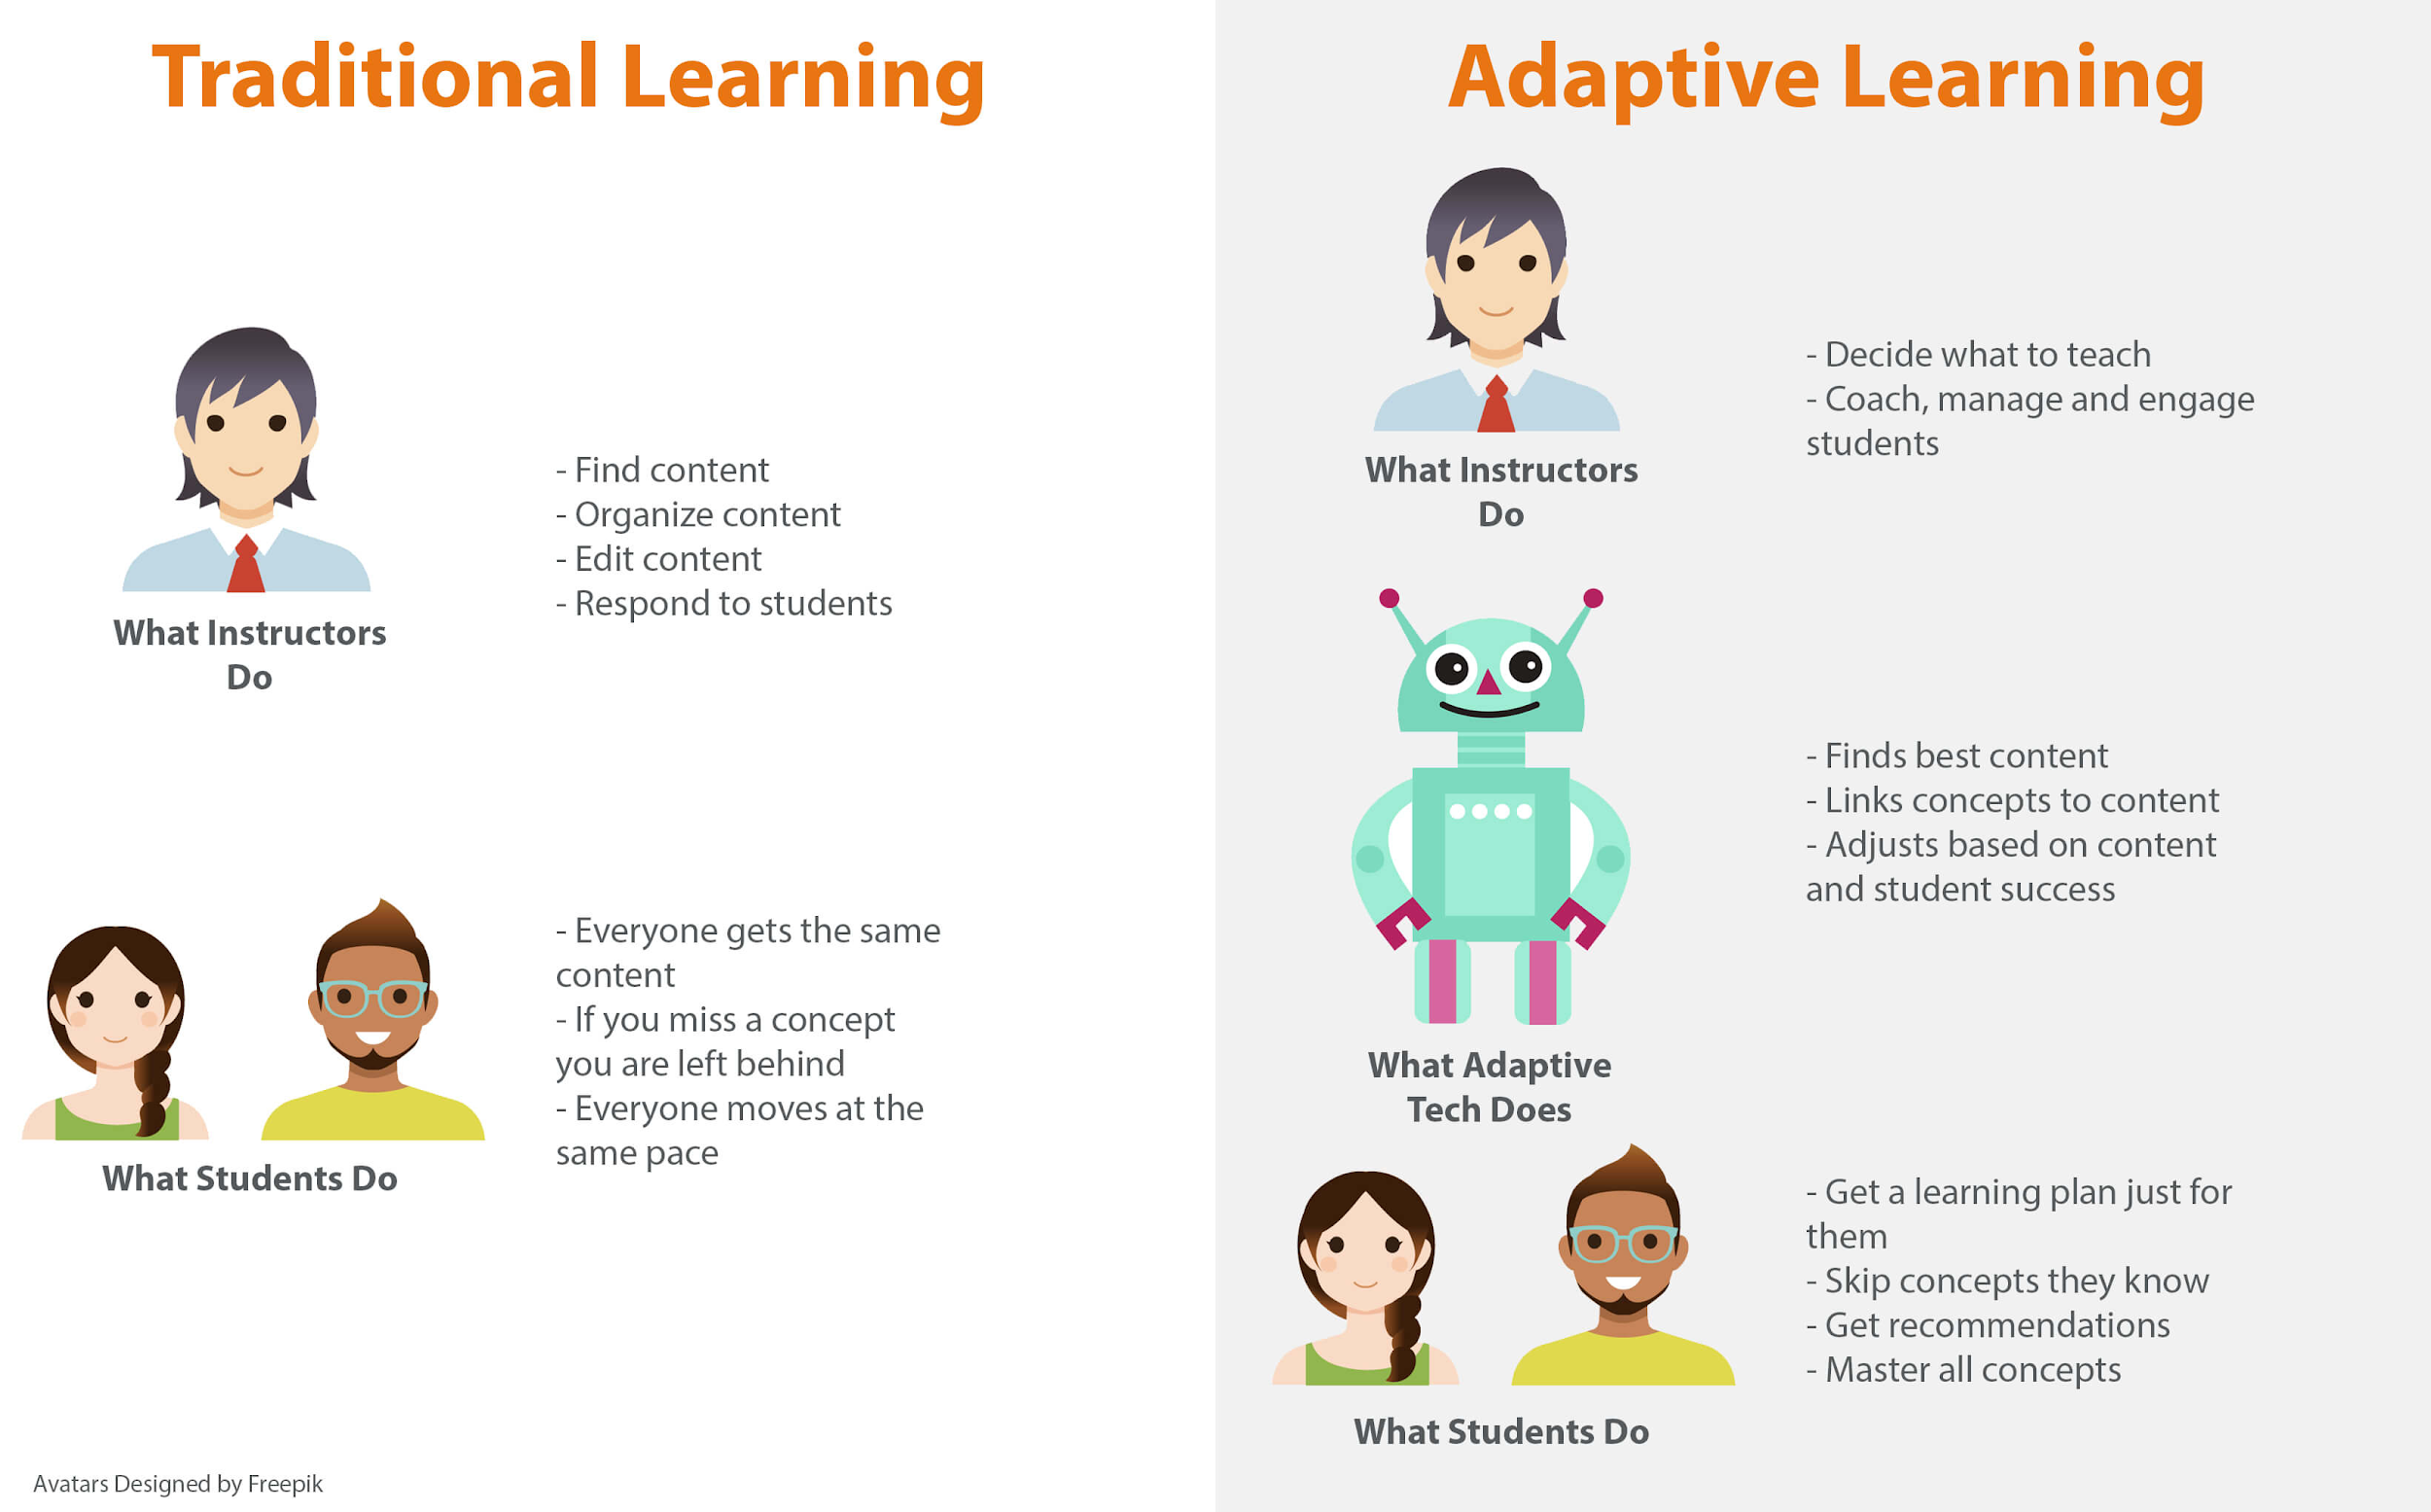 Traditional Learning
What Instructors
Do
- Find content
- Organize content
- Edit content
- Respond to students
What Students Do
- Everyone gets the same
content
- If you miss a concept
you are left behind
- Everyone moves at the
same pace
Avatars Designed by Freepik
Adaptive Learning
What Instructors
Do
- Decide what to teach
- Coach, manage and engage
students
What Adaptive
Tech Does
- Finds best content
- Links concepts to content
- Adjusts based on content
and student success
What Students Do
- Get a learning plan just for
them
- Skip concepts they know
- Get recommendations
- Master all concepts